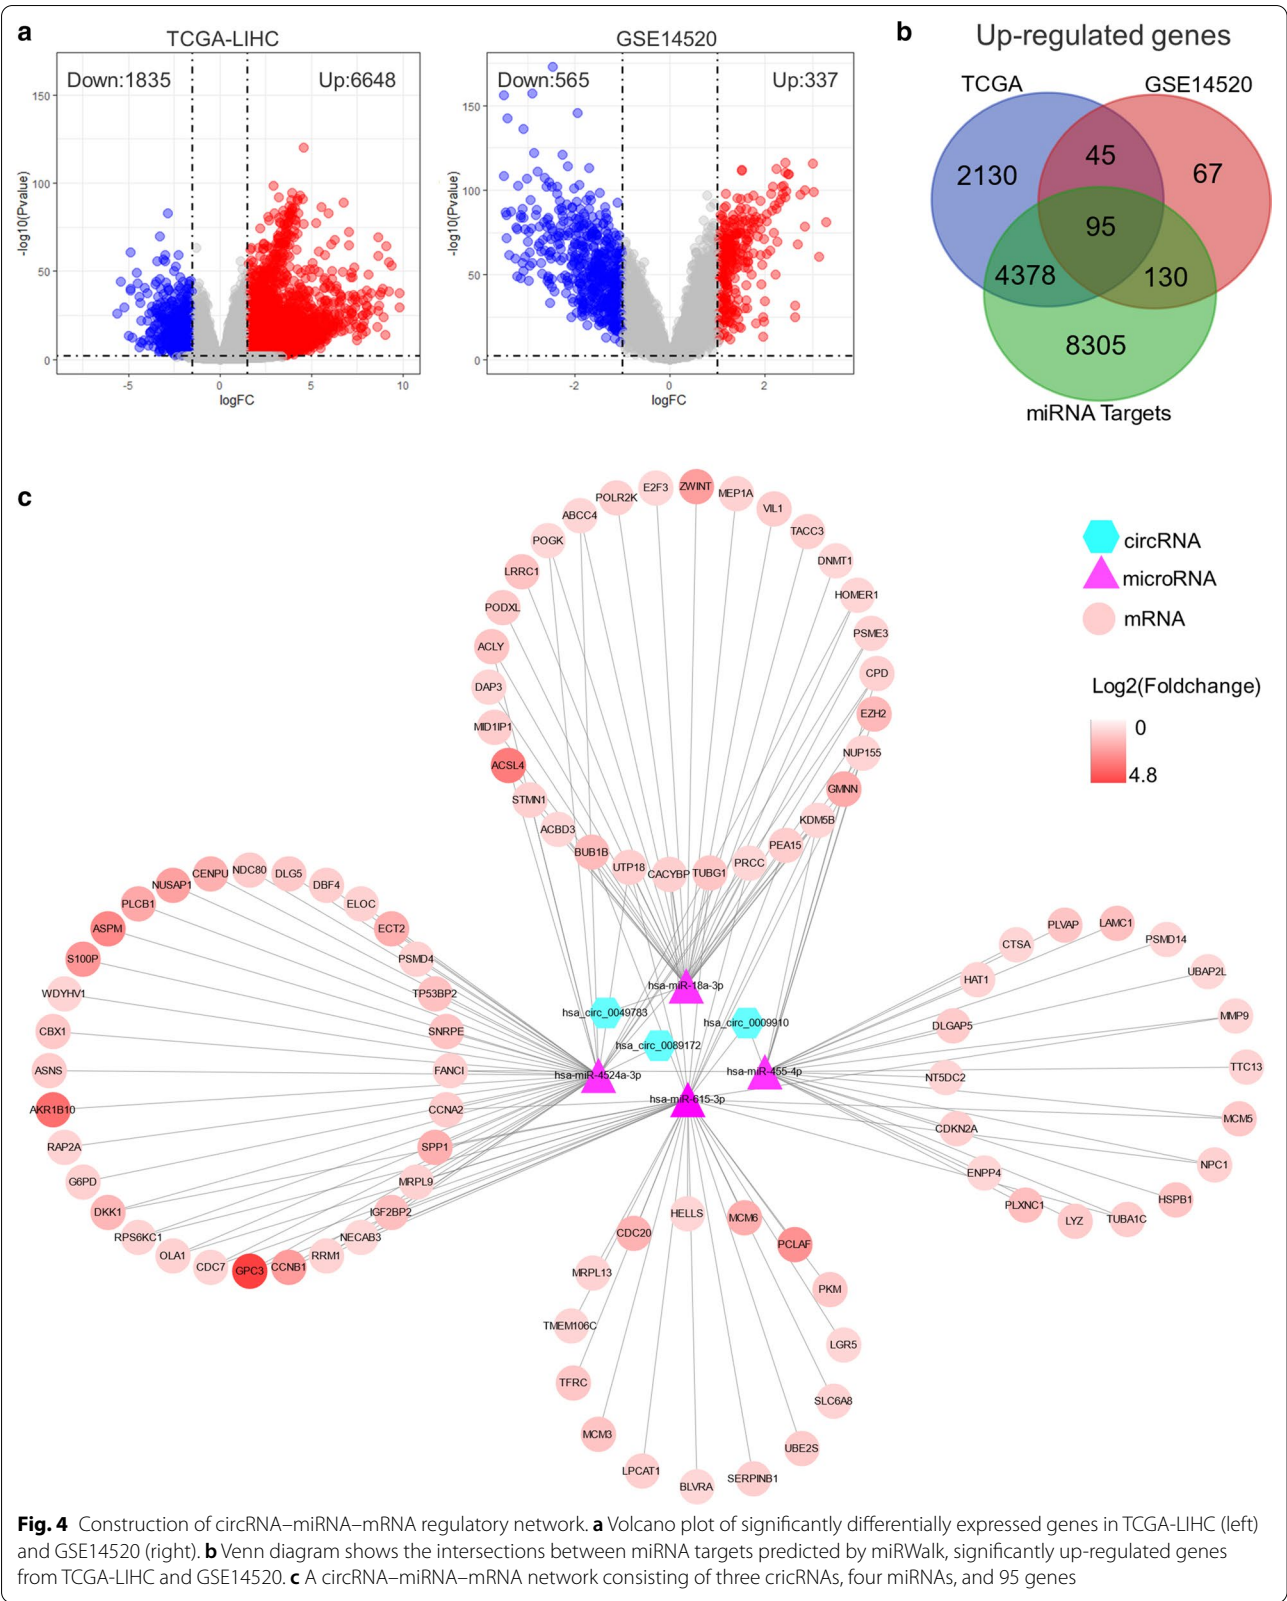 a
TCGA-LIHC
Down:1835
Up:6648
150
100
50
0
-log10(Pvalue)
-5
0
5
10
logFC
GSE14520
Down:565
Up:337
150
100
50
0
-log10(Pvalue)
-2
0
2
logFC
b
Up-regulated genes
TCGA
GSE14520
2130
45
67
95
4378
130
8305
miRNA Targets
c
circRNA
microRNA
mRNA
Log2(Foldchange)
0
4.8
E2F3
ZWINT
MEP1A
POLR2K
VIL1
ABCC4
TACC3
POGK
DNMT1
LRRC1
HOMER1
PODXL
PSME3
ACLY
CPD
DAP3
EZH2
MID1IP1
NUP155
ACSL4
GMNN
STMN1
KDM5B
ACBD3
PEA15
BUB1B
PRCC
UTP18
CACYBP
TUBG1
hsa-miR-18a-3p
hsa_circ_0049783
hsa_circ_0009910
hsa_circ_0089172
hsa-miR-4524a-3p
hsa-miR-455-4p
hsa-miR-615-3p
CENPU
NDC80
DLG5
DBF4
NUSAP1
ELOC
PLCB1
ECT2
ASPM
PSMD4
S100P
TP53BP2
WDYHV1
SNRPE
CBX1
FANCI
ASNS
CCNA2
AKR1B10
SPP1
RAP2A
MRPL9
G6PD
IGF2BP2
DKK1
NECAB3
RPS6KC1
RRM1
OLA1
CDC7
GPC3
CCNB1
PLVAP
LAMC1
CTSA
PSMD14
HAT1
UBAP2L
DLGAP5
MMP9
NT5DC2
TTC13
CDKN2A
MCM5
ENPP4
NPC1
PLXNC1
HSPB1
LYZ
TUBA1C
HELLS
MCM6
CDC20
PCLAF
MRPL13
PKM
TMEM106C
LGR5
TFRC
SLC6A8
MCM3
UBE2S
LPCAT1
SERPINB1
BLVRA
Fig. 4 Construction of circRNA–miRNA–mRNA regulatory network. a Volcano plot of significantly differentially expressed genes in TCGA-LIHC (left)
and GSE14520 (right). b Venn diagram shows the intersections between miRNA targets predicted by miRWalk, significantly up-regulated genes
from TCGA-LIHC and GSE14520. c A circRNA–miRNA–mRNA network consisting of three cricRNAs, four miRNAs, and 95 genes